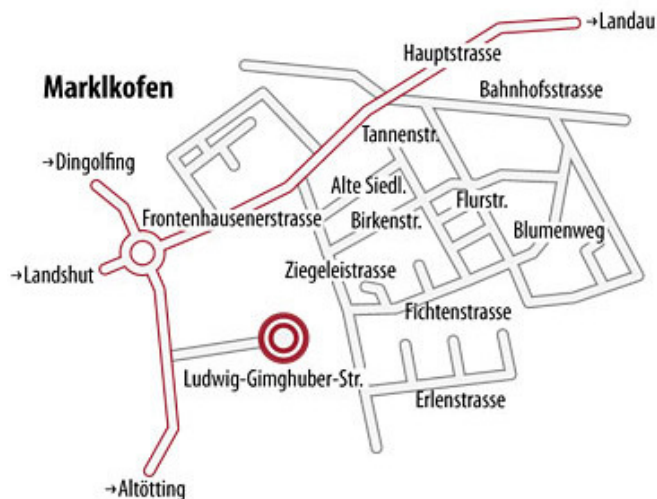 →Landau
Hauptstrasse
Marklkofen
Bahnhofsstrasse
Tannenstr.
→Dingolfing
Alte Siedl.
Flurstr.
Frontenhausenerstrasse
Birkenstr.
Blumenweg
→Landshut
Ziegeleistrasse
Fichtenstrasse
Ludwig-Gimghuber-Str.
Erlenstrasse
→Altötting